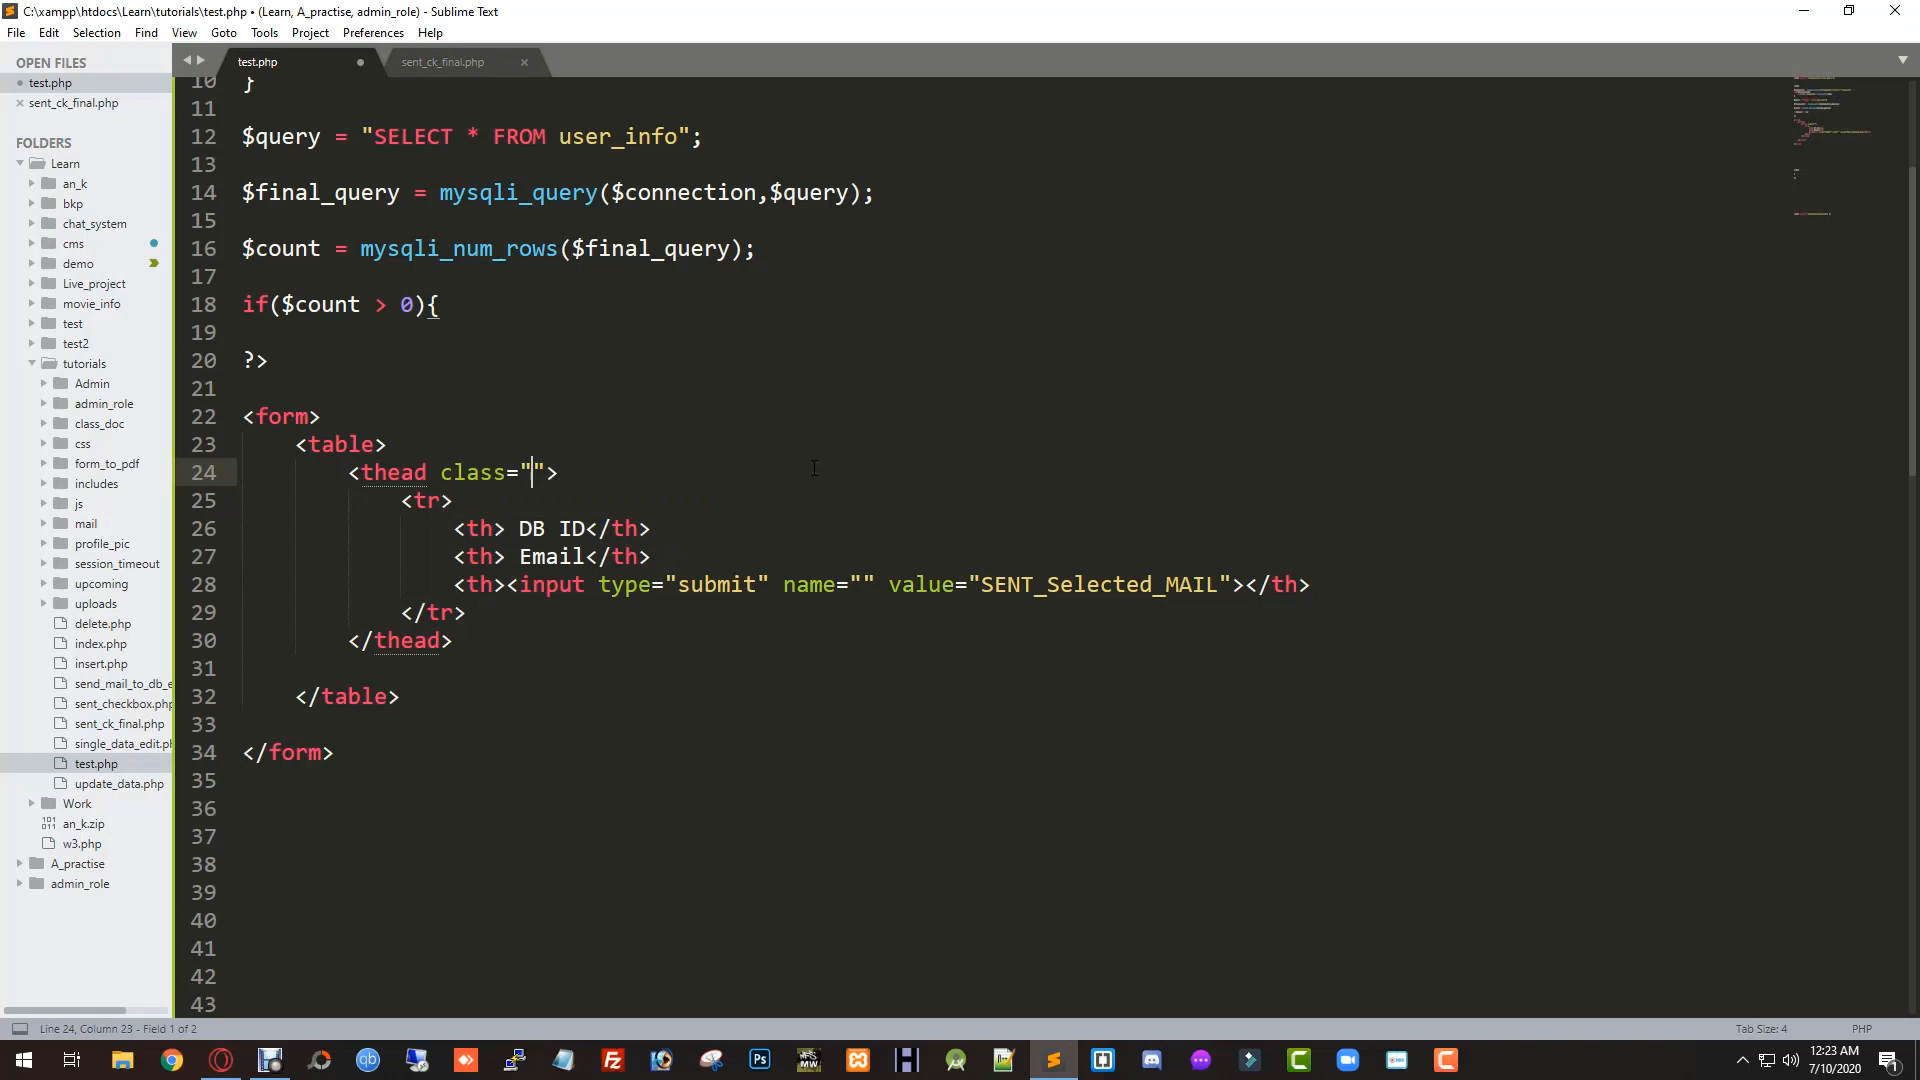 C:\xampp\htdocs\Learn\tutorials\test.php • (Learn, A_practise, admin_role) - Sublime Text
File Edit Selection Find View Goto Tools Project Preferences Help
OPEN FILES
test.php
sent_ck_final.php
FOLDERS
Learn
an_k
bkp
chat_system
cms
demo
Live_project
movie_info
test
test2
tutorials
Admin
admin_role
class_doc
css
form_to_pdf
includes
js
mail
profile_pic
session_timeout
upcoming
uploads
delete.php
index.php
insert.php
send_mail_to_db_e
sent_checkbox.php
sent_ck_final.php
single_data_edit.ph
test.php
update_data.php
Work
an_k.zip
w3.php
A_practise
admin_role
test.php sent_ck_final.php
10 }
11
12 $query = "SELECT * FROM user_info";
13
14 $final_query = mysqli_query($connection,$query);
15
16 $count = mysqli_num_rows($final_query);
17
18 if($count > 0){
19
20 ?>
21
22 <form>
23 <table>
24 <thead class="">
25 <tr>
26 <th> DB ID</th>
27 <th> Email</th>
28 <th><input type="submit" name="" value="SENT_Selected_MAIL"></th>
29 </tr>
30 </thead>
31
32 </table>
33
34 </form>
35
36
37
38
39
40
41
42
43
Line 24, Column 23 - Field 1 of 2
Tab Size: 4 PHP
12:23 AM
7/10/2020